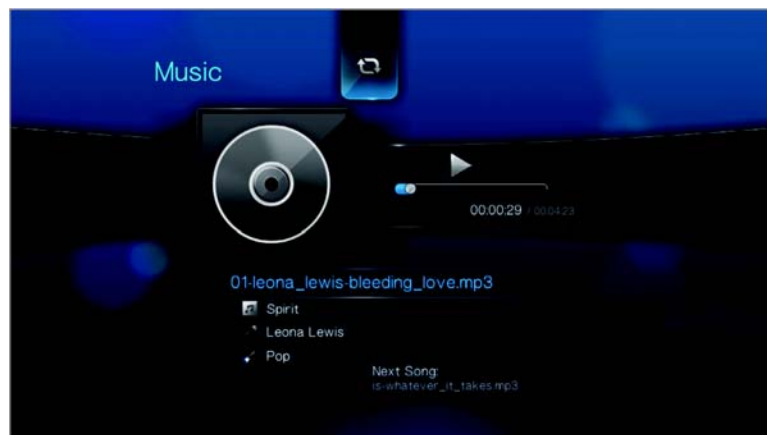 Music
00:00:29 / 00:04:23
01-leona_lewis-bleeding_love.mp3
Spirit
Leona Lewis
Pop
Next Song:
is-whatever_it_takes.mp3